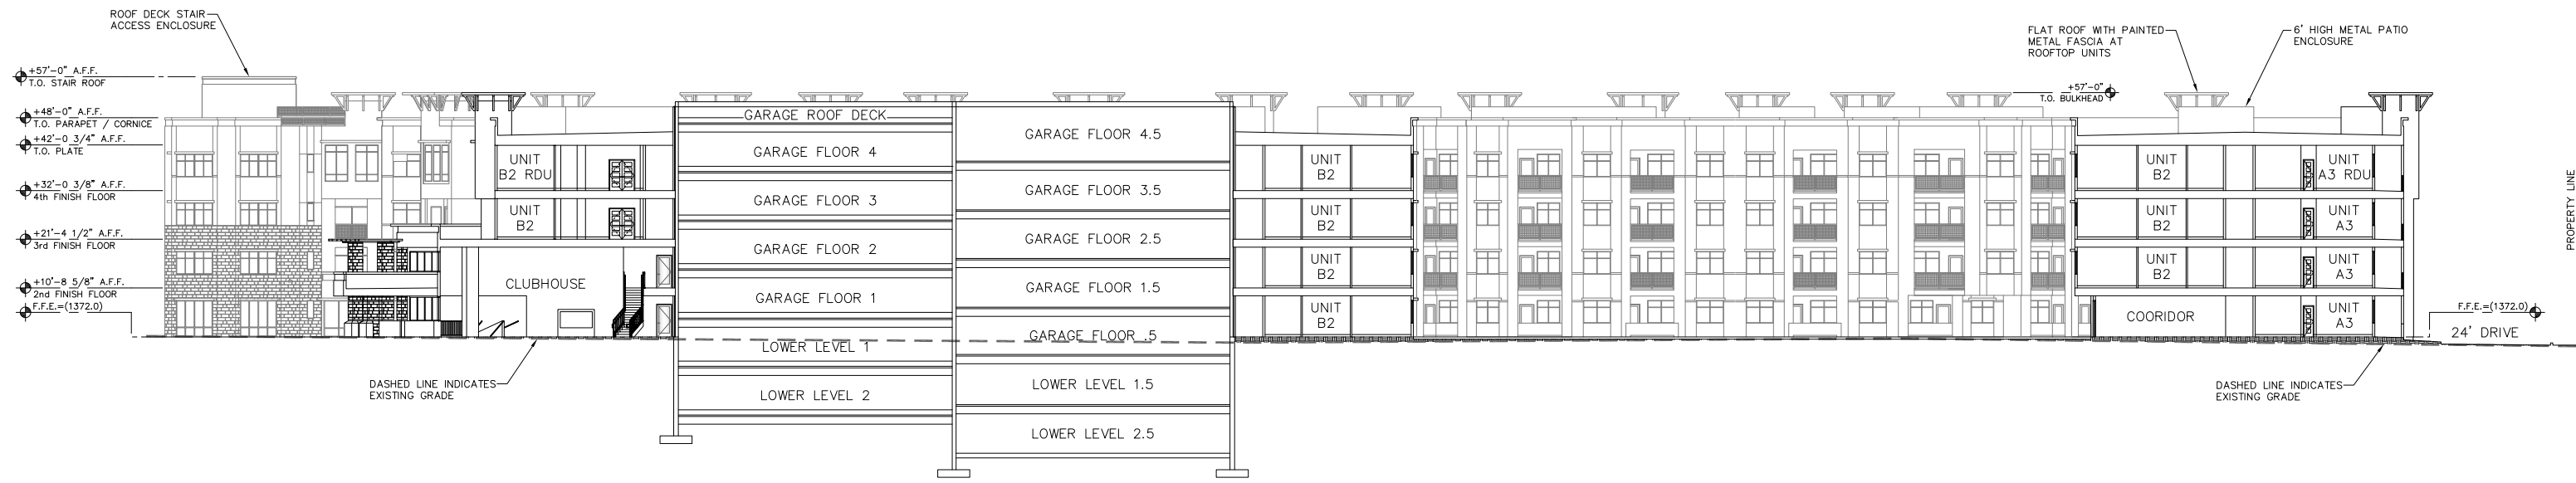 ROOF DECK STAIR
ACCESS ENCLOSURE
+57'-0" A.F.F.
T.O. STAIR ROOF
+48'-0" A.F.F.
T.O. PARAPET / CORNICE
+42'-0 3/4" A.F.F.
T.O. PLATE
+32'-0 3/8" A.F.F.
4th FINISH FLOOR
+21'-4 1/2" A.F.F.
3rd FINISH FLOOR
+10'-8 5/8" A.F.F.
2nd FINISH FLOOR
F.F.E.=(1372.0)
UNIT
B2 RDU
UNIT
B2
CLUBHOUSE
DASHED LINE INDICATES
EXISTING GRADE
GARAGE ROOF DECK
GARAGE FLOOR 4
GARAGE FLOOR 3
GARAGE FLOOR 2
GARAGE FLOOR 1
LOWER LEVEL 1
LOWER LEVEL 2
GARAGE FLOOR 4.5
GARAGE FLOOR 3.5
GARAGE FLOOR 2.5
GARAGE FLOOR 1.5
GARAGE FLOOR .5
LOWER LEVEL 1.5
LOWER LEVEL 2.5
UNIT
B2
UNIT
B2
UNIT
B2
UNIT
B2
FLAT ROOF WITH PAINTED
METAL FASCIA AT
ROOFTOP UNITS
6' HIGH METAL PATIO
ENCLOSURE
+57'-0"
T.O. BULKHEAD
UNIT
B2
UNIT
B2
UNIT
B2
COORIDOR
UNIT
A3 RDU
UNIT
A3
UNIT
A3
UNIT
A3
F.F.E.=(1372.0)
24' DRIVE
DASHED LINE INDICATES
EXISTING GRADE
PROPERTY LINE